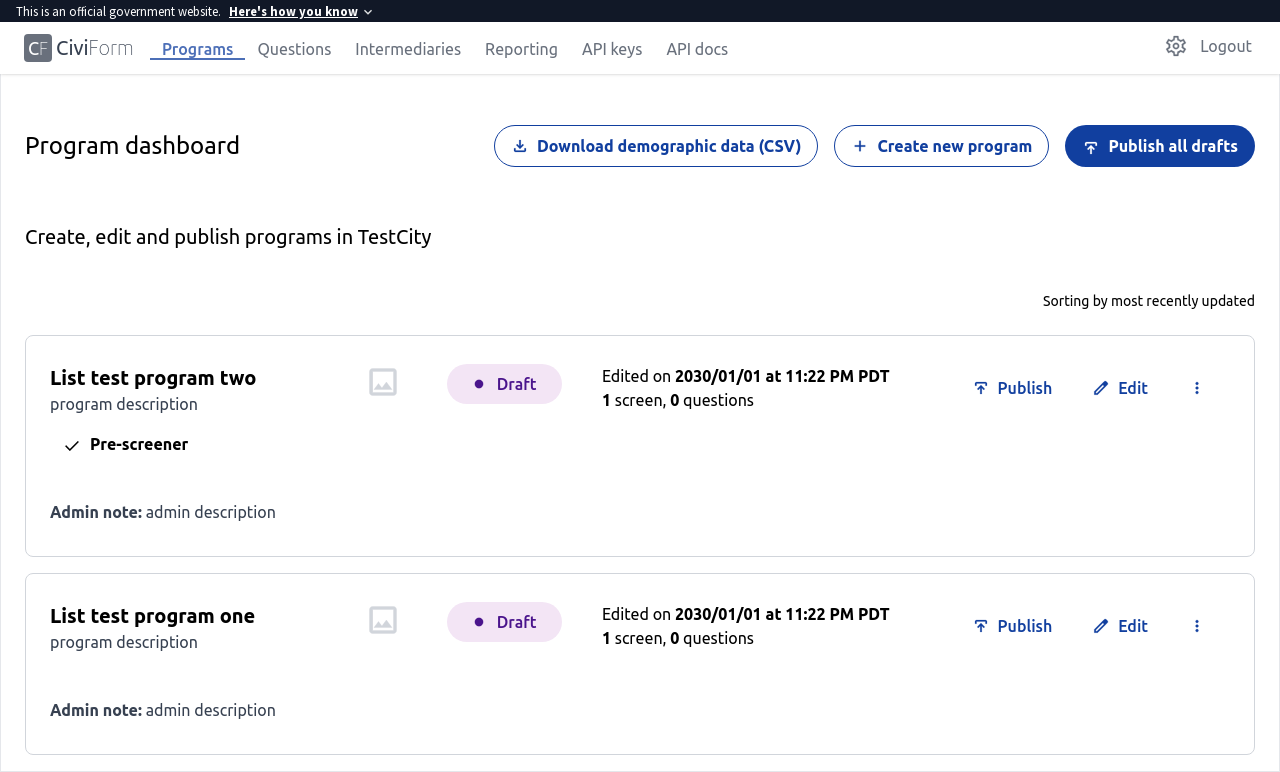 This is an official government website. Here's how you know
CF CiviForm Programs Questions Intermediaries Reporting API keys API docs Logout
Program dashboard Download demographic data (CSV) Create new program Publish all drafts
Create, edit and publish programs in TestCity
Sorting by most recently updated
List test program two
program description
Pre-screener
Admin note: admin description
Draft
Edited on 2030/01/01 at 11:22 PM PDT
1 screen, 0 questions
Publish Edit
List test program one
program description
Admin note: admin description
Draft
Edited on 2030/01/01 at 11:22 PM PDT
1 screen, 0 questions
Publish Edit